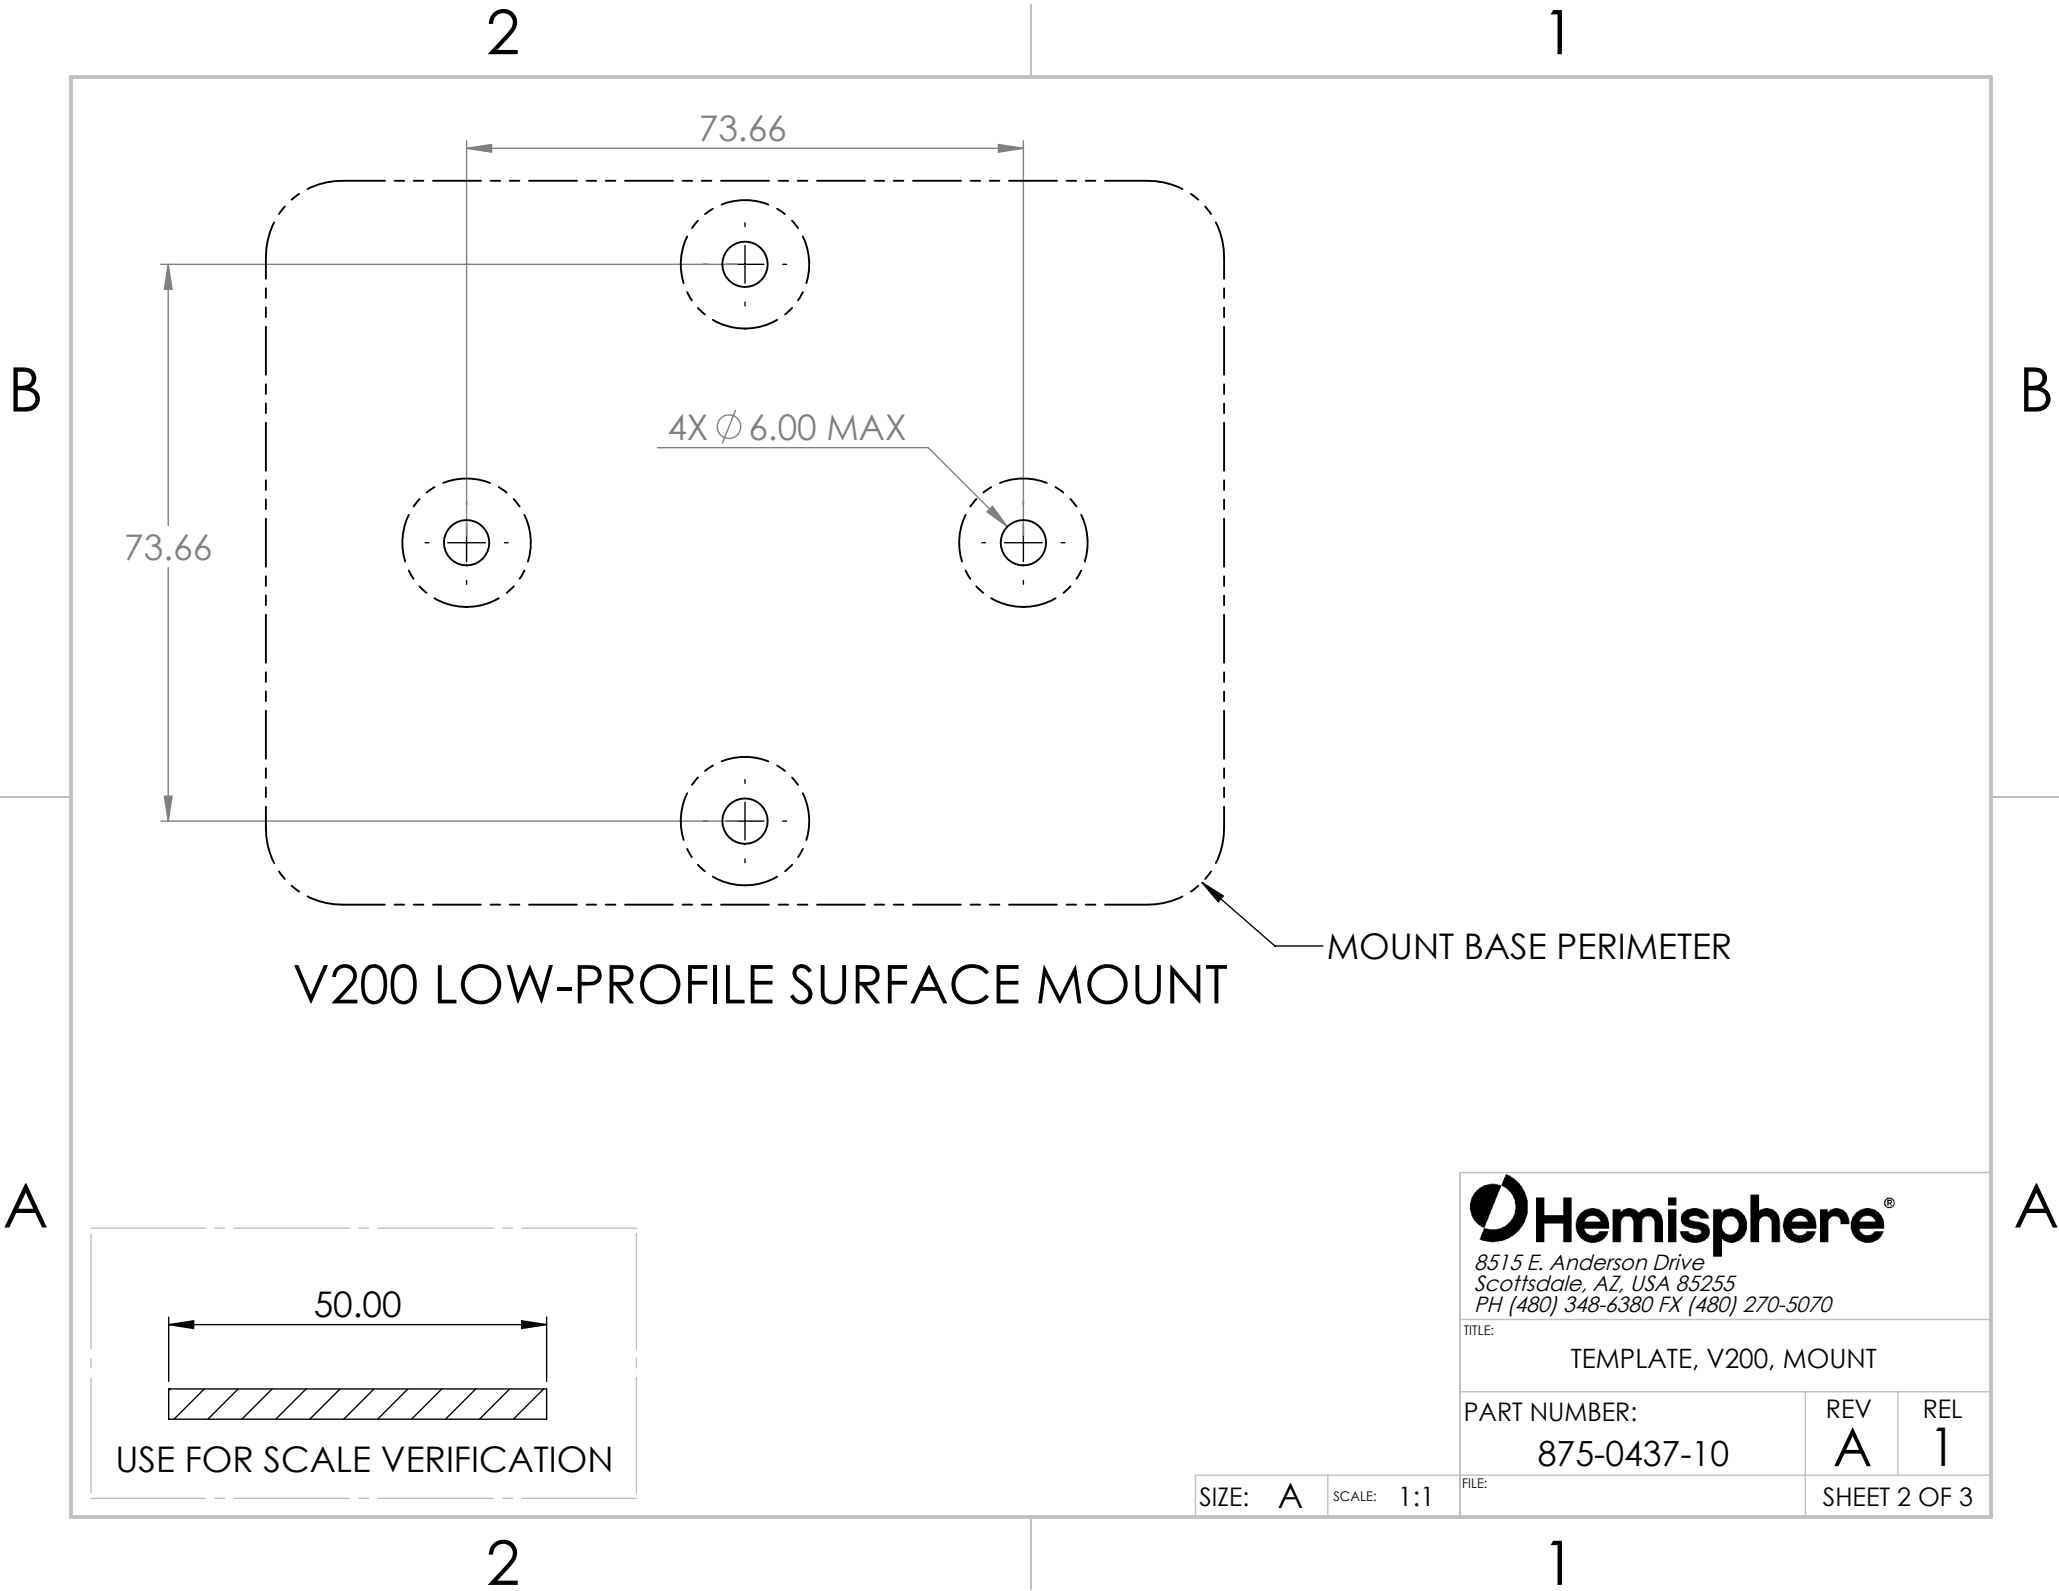 2
1
73.66
B
B
4X ⌀ 6.00 MAX
73.66
MOUNT BASE PERIMETER
V200 LOW-PROFILE SURFACE MOUNT
A
A
Hemisphere®
8515 E. Anderson Drive
Scottsdale, AZ, USA 85255
PH (480) 348-6380 FX (480) 270-5070
50.00
USE FOR SCALE VERIFICATION
TITLE:
TEMPLATE, V200, MOUNT
PART NUMBER:
875-0437-10
REV
A
REL
1
SIZE: A
SCALE: 1:1
FILE:
SHEET 2 OF 3
2
1